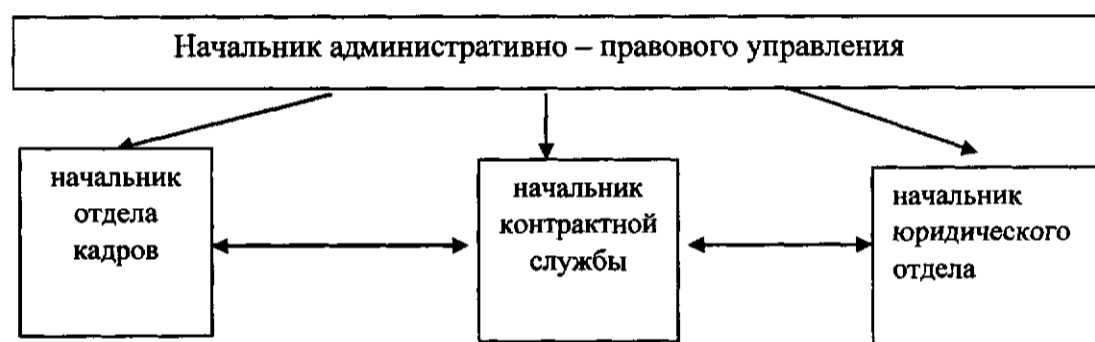 Начальник административно – правового управления
начальник
отдела
кадров
начальник
контрактной
службы
начальник
юридического
отдела